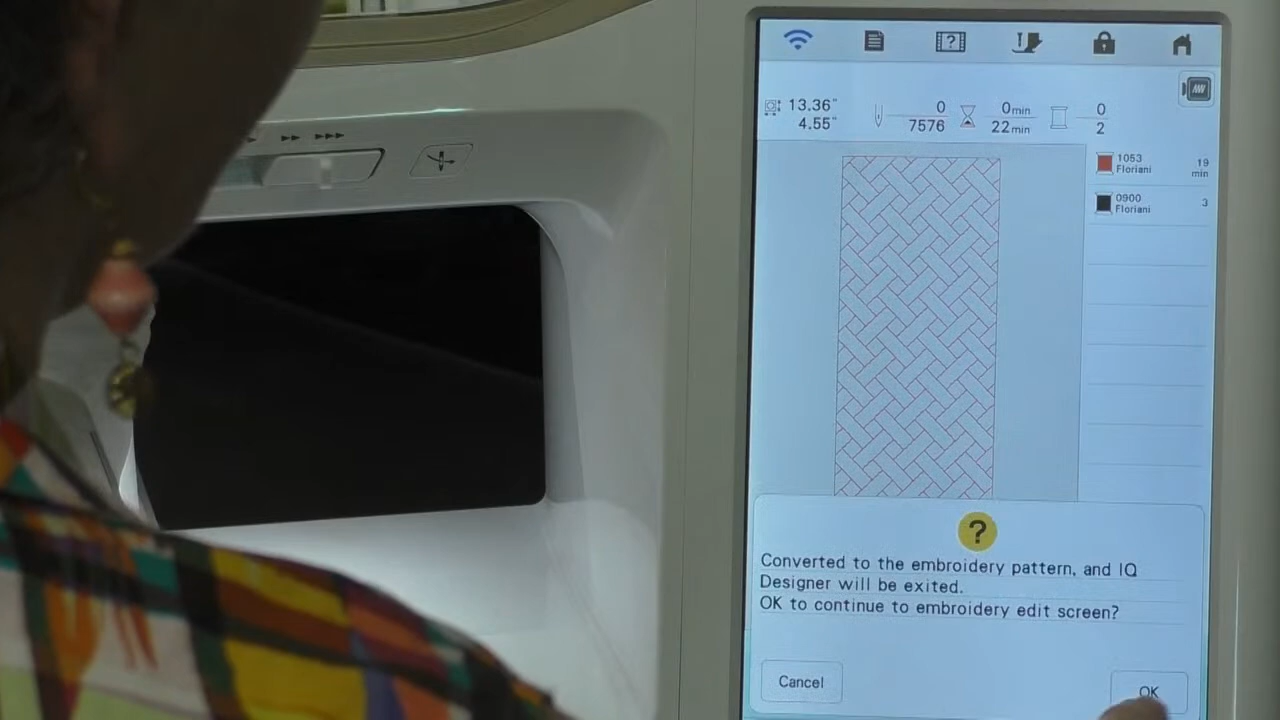 13.36"
4.55"
0
7576
0min
22min
0
2
1053
Floriani
19
min
0900
Floriani
3
?
Converted to the embroidery pattern, and IQ
Designer will be exited.
OK to continue to embroidery edit screen?
Cancel
OK